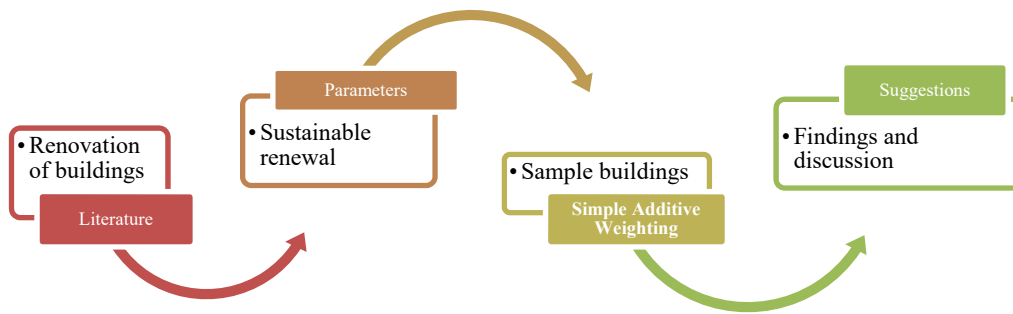 • Renovation
of buildings
Literature
Parameters
• Sustainable
renewal
• Sample buildings
Simple Additive
Weighting
Suggestions
• Findings and
discussion